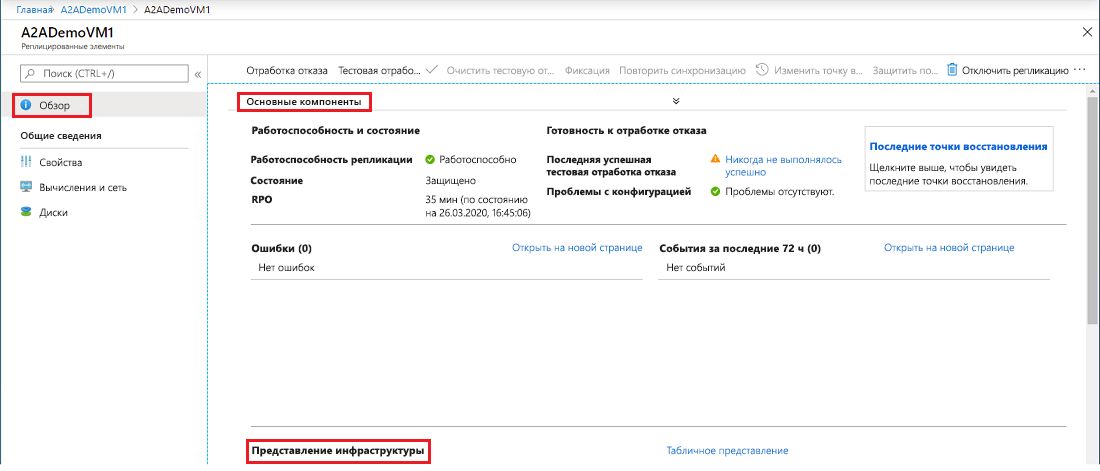 Главная A2ADemoVM1 > A2ADemoVM1
A2ADemoVM1
Реплицированные элементы
Поиск (CTRL+/)
«
Отработка отказа Тестовая отрабо... Очистить тестовую от... Фиксация Повторить синхронизацию Изменить точку в... Защитить по... Отключить репликацию ...
Обзор
Общие сведения
Свойства
Вычисления и сеть
Диски
Основные компоненты
Работоспособность и состояние
Работоспособность репликации Работоспособно
Состояние Защищено
RPO 35 мин (по состоянию
на 26.03.2020, 16:45:06)
Готовность к отработке отказа
Последняя успешная
тестовая отработка отказа
Никогда не выполнялось
успешно
Проблемы с конфигурацией Проблемы отсутствуют.
Последние точки восстановления
Щелкните выше, чтобы увидеть
последние точки восстановления.
Ошибки (0) Открыть на новой странице
Нет ошибок
События за последние 72 ч (0) Открыть на новой странице
Нет событий
Представление инфраструктуры Табличное представление